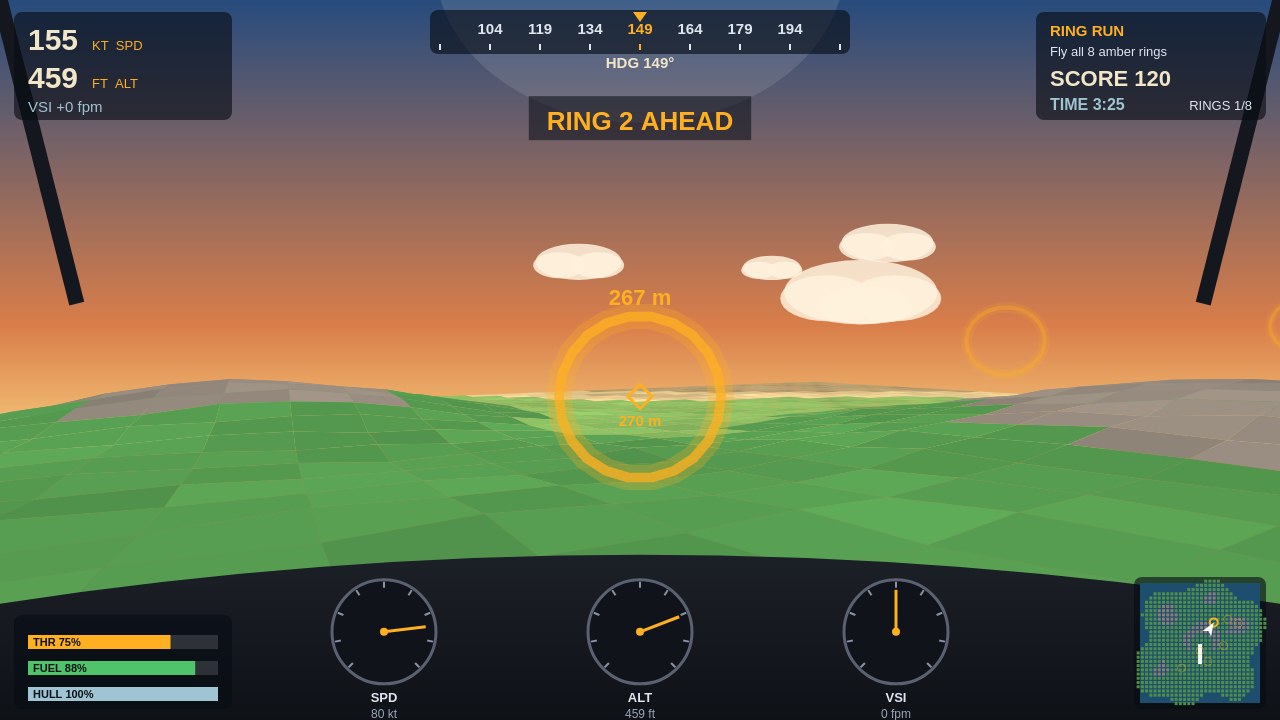 155 KT SPD
459 FT ALT
VSI +0 fpm
104 119 134 149 164 179 194
HDG 149°
RING 2 AHEAD
RING RUN
Fly all 8 amber rings
SCORE 120
TIME 3:25 RINGS 1/8
267 m
270 m
THR 75%
FUEL 88%
HULL 100%
SPD
80 kt
ALT
459 ft
VSI
0 fpm